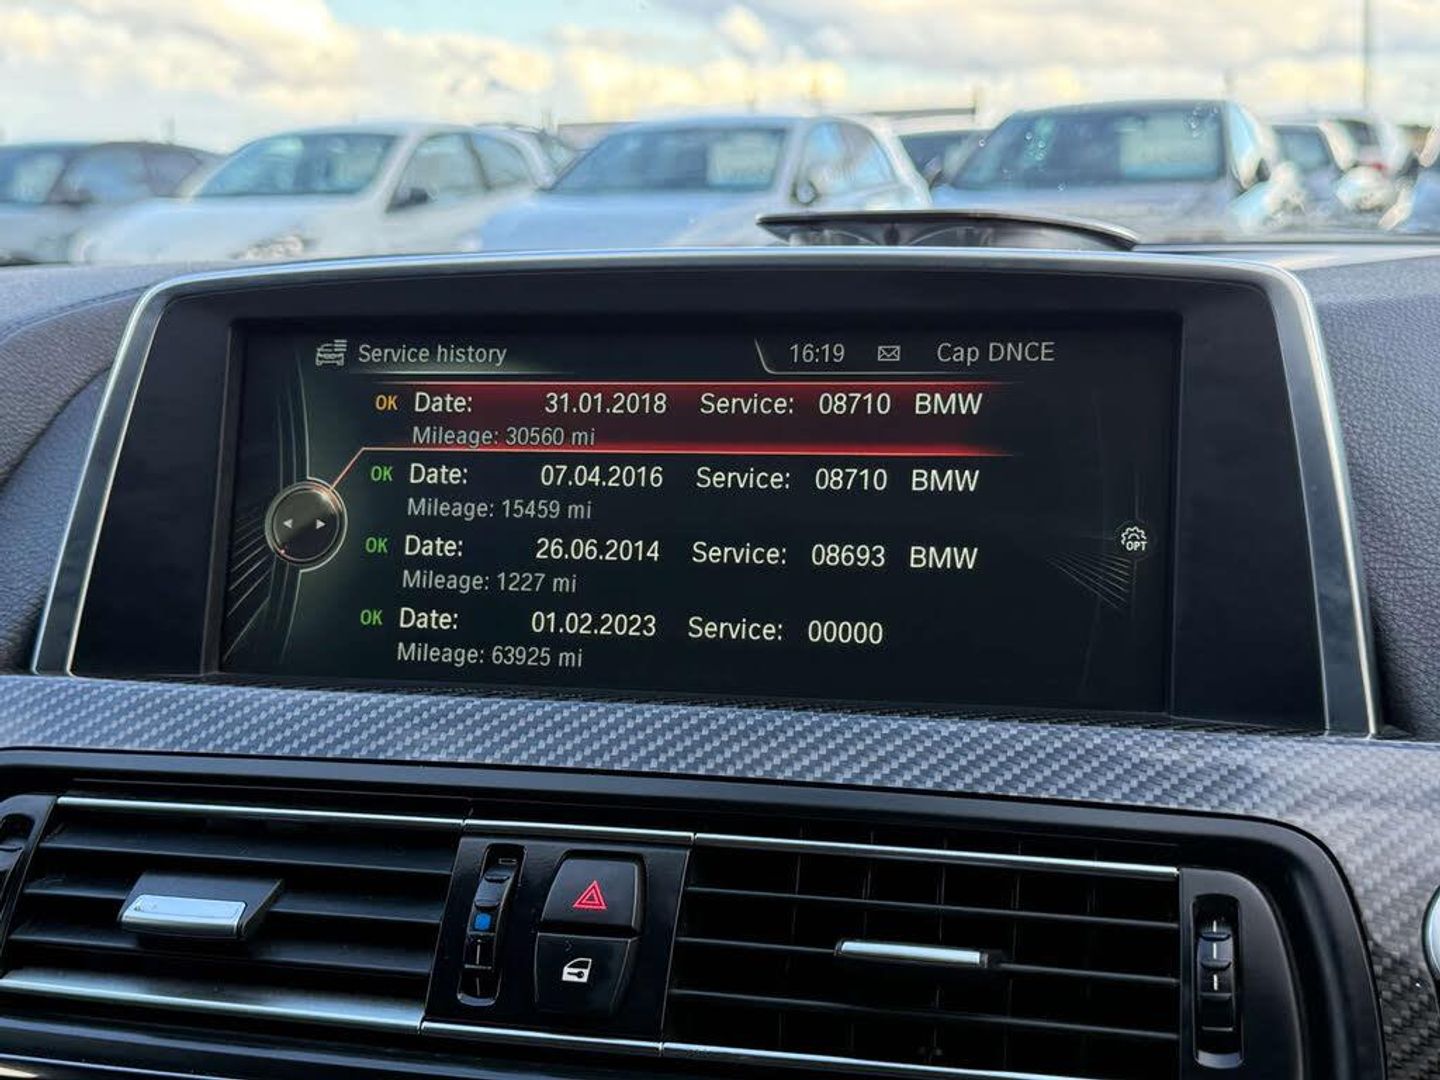 Service history 16:19 Cap DNCE
OK Date: 31.01.2018 Service: 08710 BMW
Mileage: 30560 mi
OK Date: 07.04.2016 Service: 08710 BMW
Mileage: 15459 mi
OK Date: 26.06.2014 Service: 08693 BMW
Mileage: 1227 mi
OK Date: 01.02.2023 Service: 00000
Mileage: 63925 mi
OPT